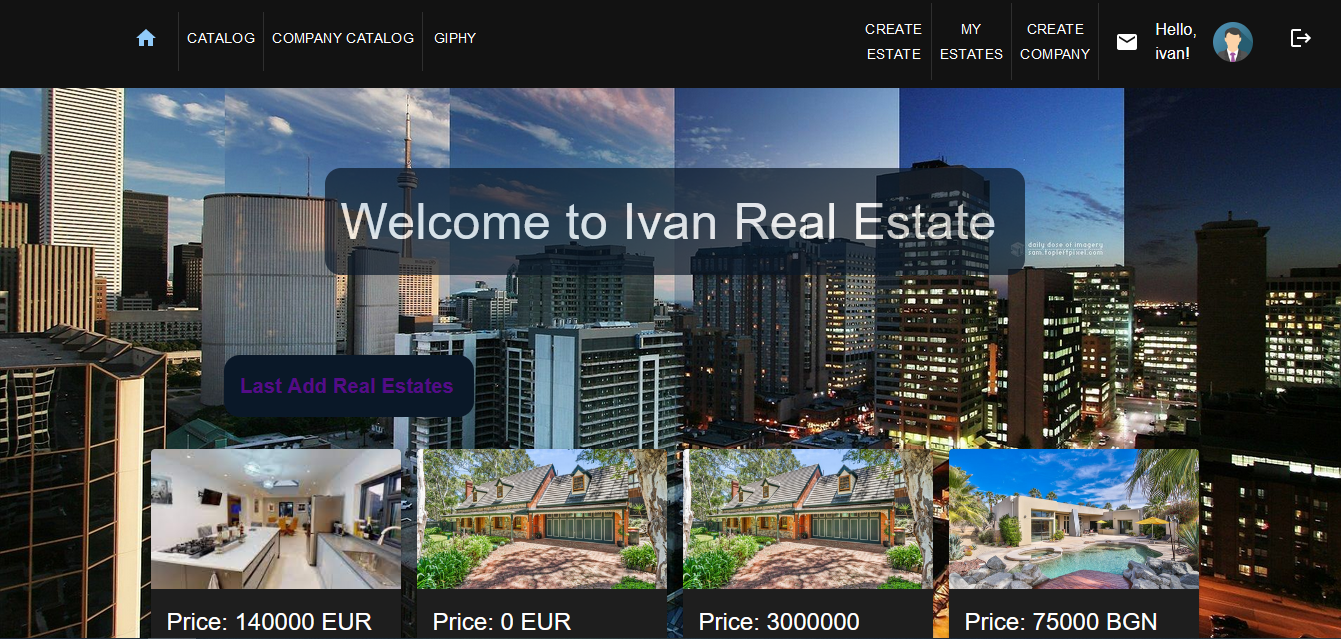 CATALOG
COMPANY CATALOG
GIPHY
CREATE
ESTATE
MY
ESTATES
CREATE
COMPANY
Hello,
ivan!
Welcome to Ivan Real Estate
daily dose of imagery
sam.topleftpixel.com
Last Add Real Estates
Price: 140000 EUR
Price: 0 EUR
Price: 3000000
Price: 75000 BGN